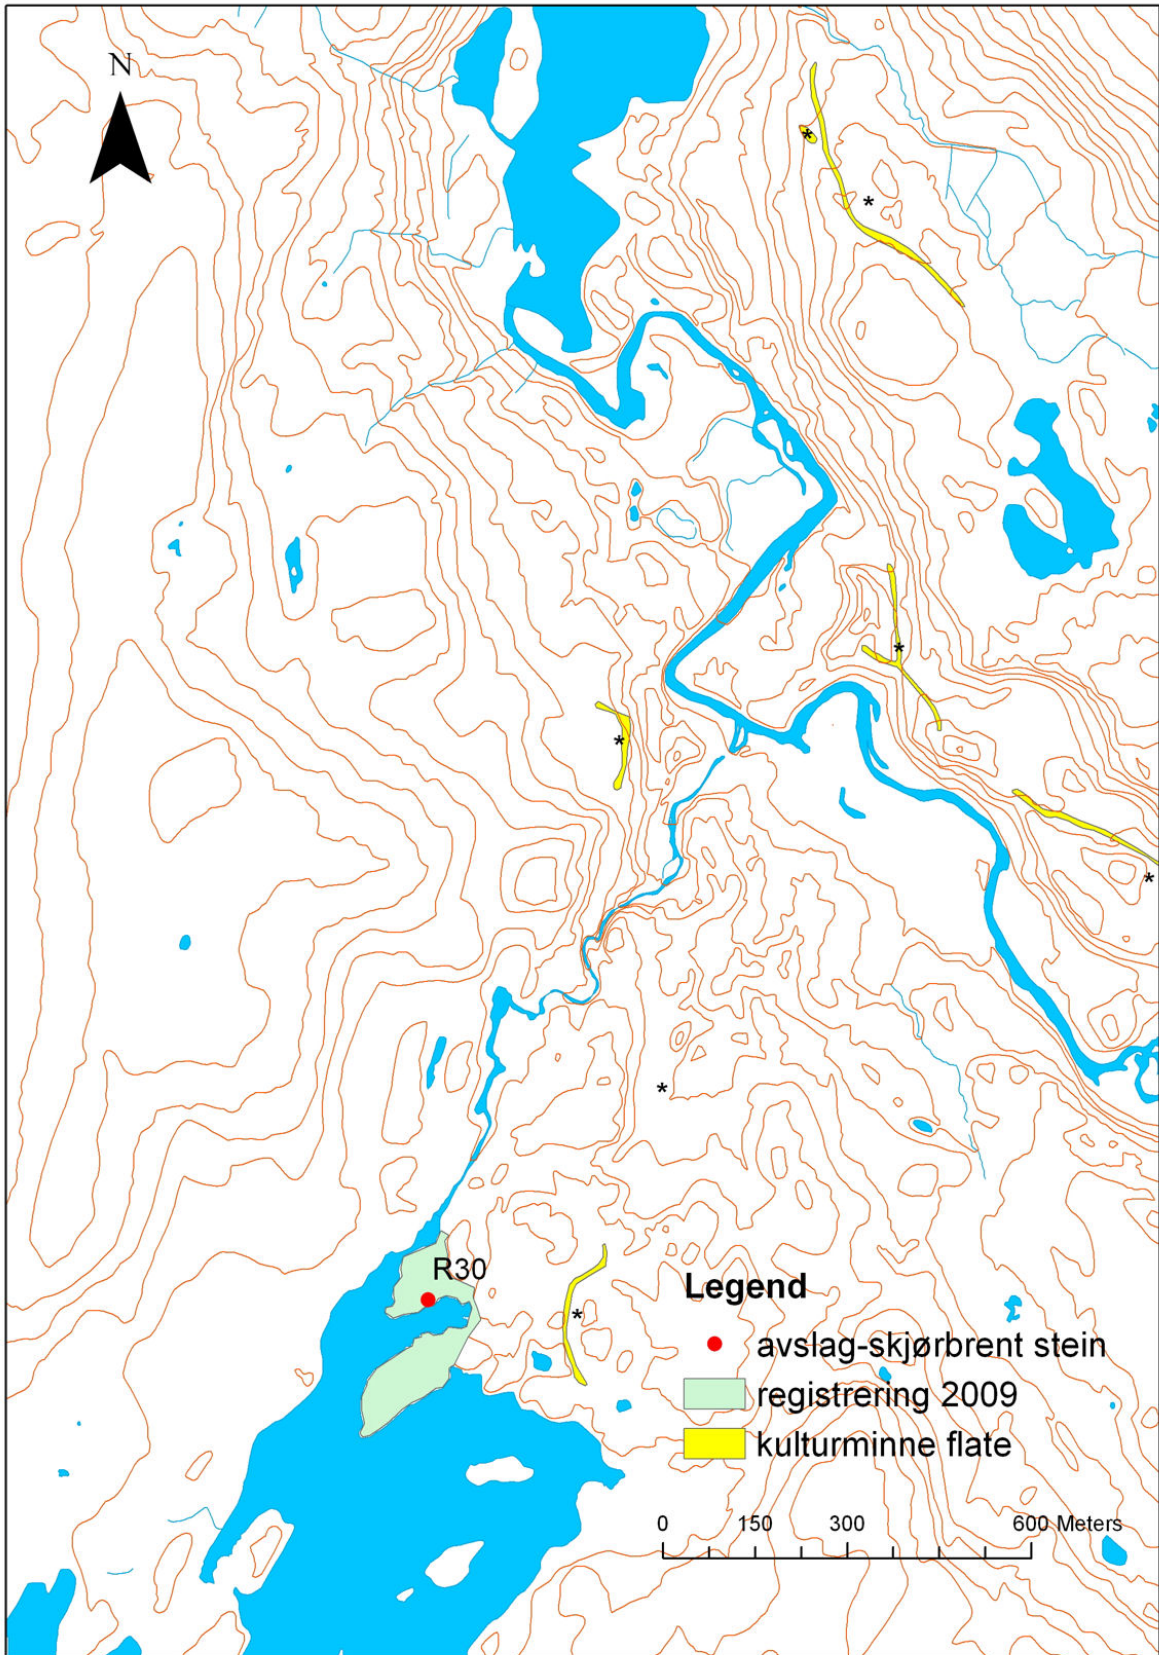 N
R30
Legend
avslag-skjørbrent stein
registrering 2009
kulturminne flate
0 150 300 600 Meters